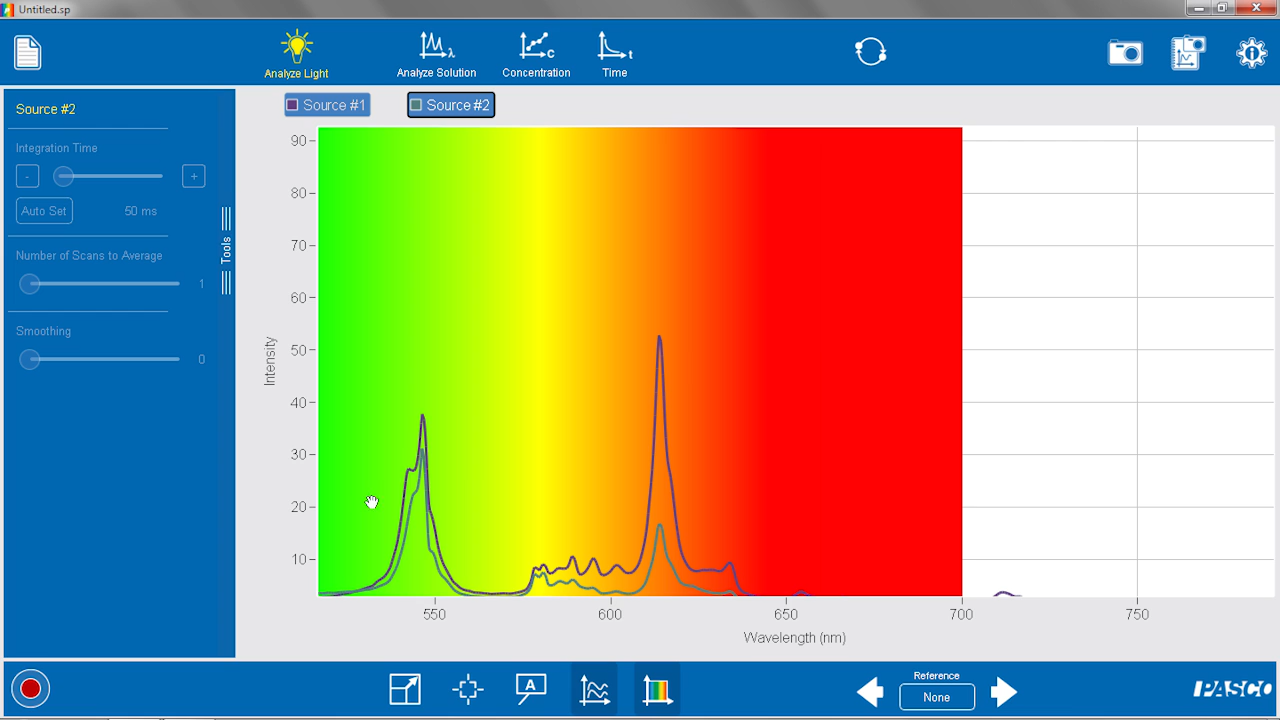 Untitled.sp
Analyze Light
Analyze Solution
Concentration
Time
λ
C
t
Source #2
Integration Time
-
+
Auto Set
50 ms
Number of Scans to Average
1
Smoothing
0
Tools
Source #1
Source #2
90
80
70
60
50
40
30
20
10
Intensity
550
600
650
700
750
Wavelength (nm)
A
Reference
None
PASCO